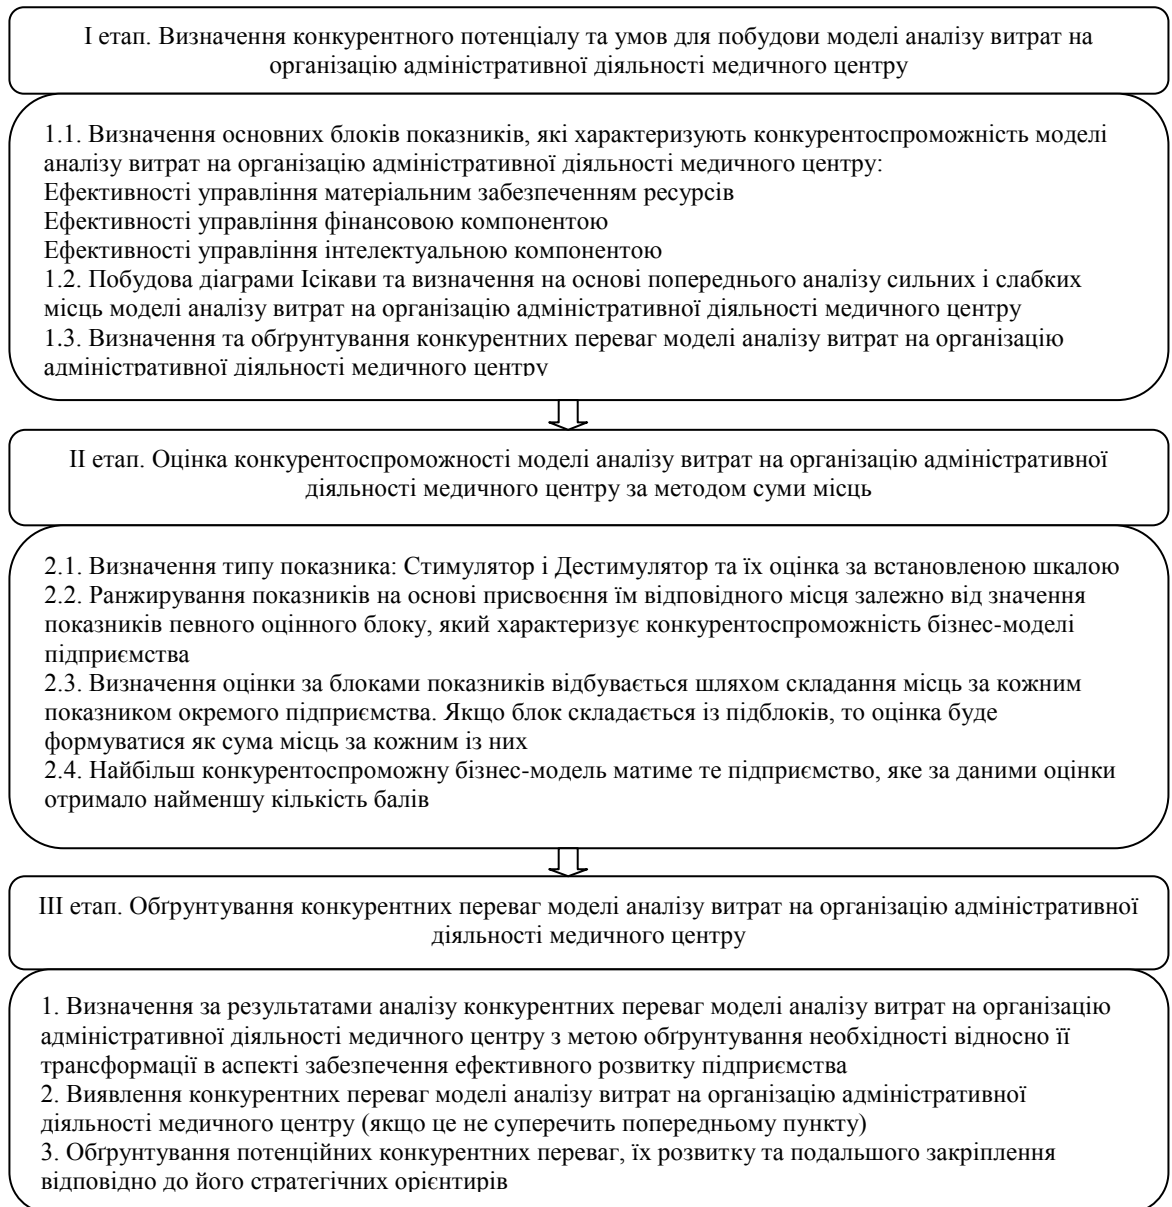 І етап. Визначення конкурентного потенціалу та умов для побудови моделі аналізу витрат на
організацію адміністративної діяльності медичного центру
1.1. Визначення основних блоків показників, які характеризують конкурентоспроможність моделі
аналізу витрат на організацію адміністративної діяльності медичного центру:
Ефективності управління матеріальним забезпеченням ресурсів
Ефективності управління фінансовою компонентою
Ефективності управління інтелектуальною компонентою
1.2. Побудова діаграми Ісікави та визначення на основі попереднього аналізу сильних і слабких
місць моделі аналізу витрат на організацію адміністративної діяльності медичного центру
1.3. Визначення та обґрунтування конкурентних переваг моделі аналізу витрат на організацію
адміністративної діяльності медичного центру
ІІ етап. Оцінка конкурентоспроможності моделі аналізу витрат на організацію адміністративної
діяльності медичного центру за методом суми місць
2.1. Визначення типу показника: Стимулятор і Дестимулятор та їх оцінка за встановленою шкалою
2.2. Ранжирування показників на основі присвоєння їм відповідного місця залежно від значення
показників певного оцінного блоку, який характеризує конкурентоспроможність бізнес-моделі
підприємства
2.3. Визначення оцінки за блоками показників відбувається шляхом складання місць за кожним
показником окремого підприємства. Якщо блок складається із підблоків, то оцінка буде
формуватися як сума місць за кожним із них
2.4. Найбільш конкурентоспроможну бізнес-модель матиме те підприємство, яке за даними оцінки
отримало найменшу кількість балів
ІІІ етап. Обґрунтування конкурентних переваг моделі аналізу витрат на організацію адміністративної
діяльності медичного центру
1. Визначення за результатами аналізу конкурентних переваг моделі аналізу витрат на організацію
адміністративної діяльності медичного центру з метою обґрунтування необхідності відносно її
трансформації в аспекті забезпечення ефективного розвитку підприємства
2. Виявлення конкурентних переваг моделі аналізу витрат на організацію адміністративної
діяльності медичного центру (якщо це не суперечить попередньому пункту)
3. Обґрунтування потенційних конкурентних переваг, їх розвитку та подальшого закріплення
відповідно до його стратегічних орієнтирів